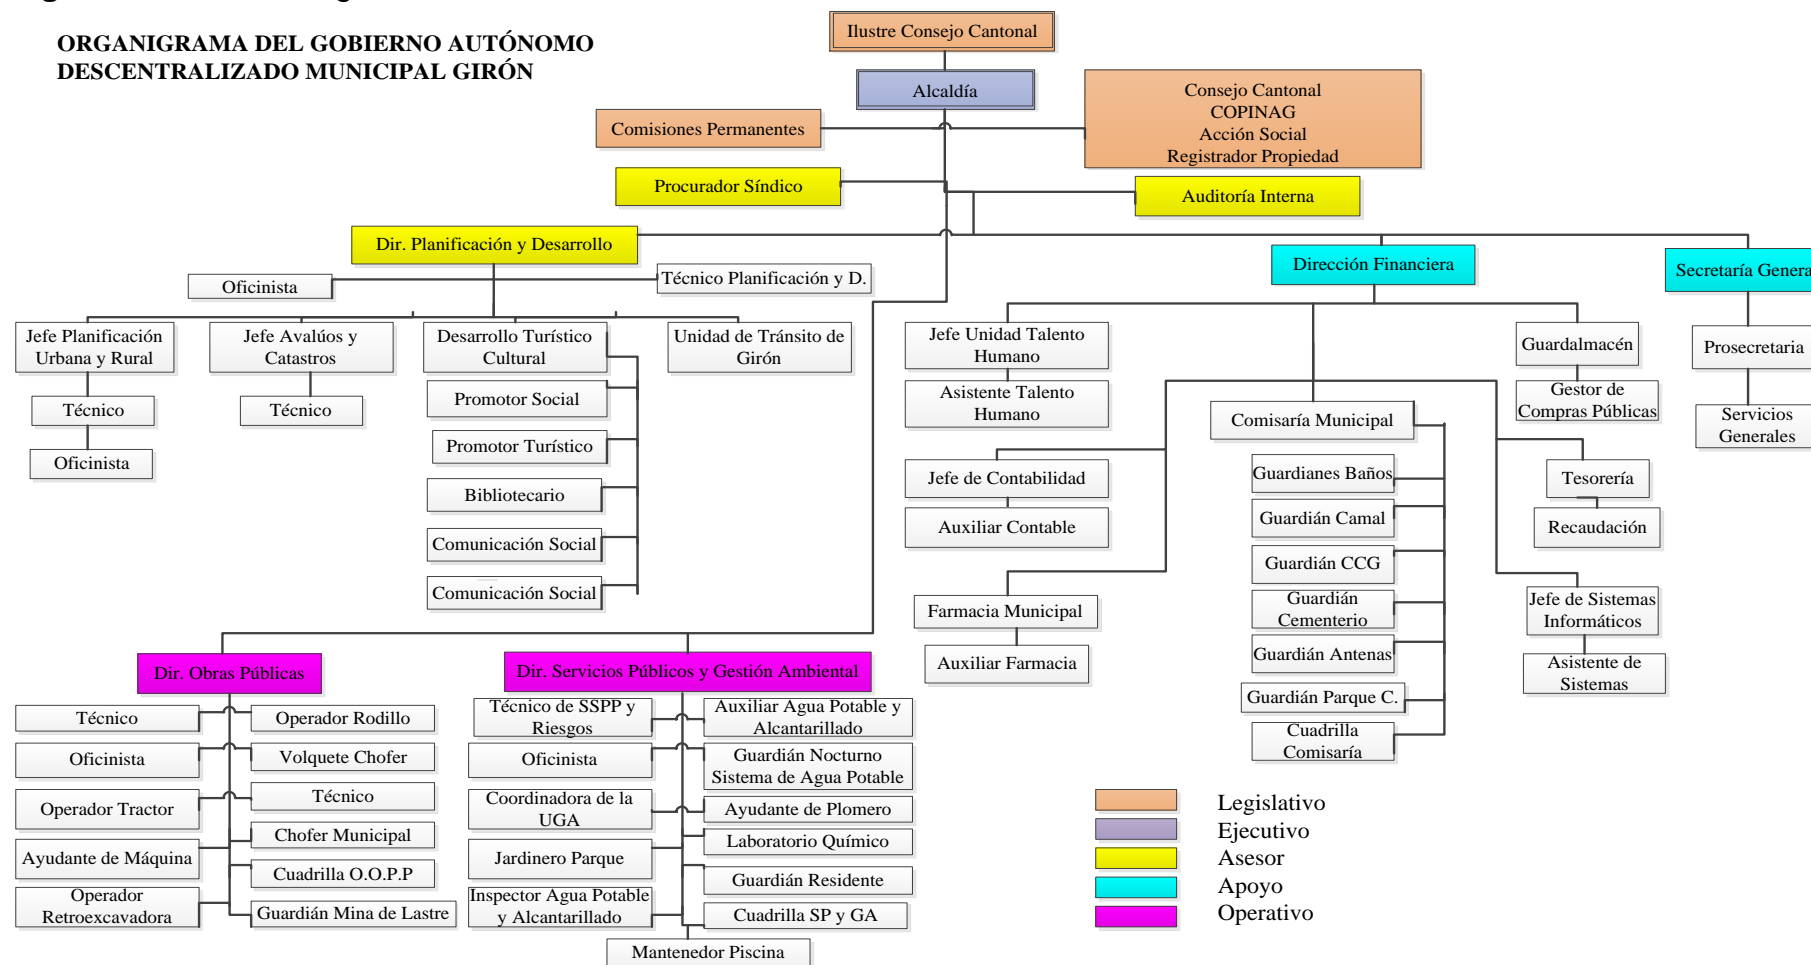 ORGANIGRAMA DEL GOBIERNO AUTÓNOMO
DESCENTRALIZADO MUNICIPAL GIRÓN
Ilustre Consejo Cantonal
Alcaldía
Comisiones Permanentes
Consejo Cantonal
COPINAG
Acción Social
Registrador Propiedad
Procurador Síndico
Auditoría Interna
Dir. Planificación y Desarrollo
Dirección Financiera
Secretaría Genera
Oficinista
Técnico Planificación y D.
Jefe Planificación
Urbana y Rural
Técnico
Oficinista
Jefe Avalúos y
Catastros
Técnico
Desarrollo Turístico
Cultural
Promotor Social
Promotor Turístico
Bibliotecario
Comunicación Social
Comunicación Social
Unidad de Tránsito de
Girón
Jefe Unidad Talento
Humano
Asistente Talento
Humano
Jefe de Contabilidad
Auxiliar Contable
Farmacia Municipal
Auxiliar Farmacia
Comisaría Municipal
Guardianes Baños
Guardián Camal
Guardián CCG
Guardián
Cementerio
Guardián Antenas
Guardián Parque C.
Cuadrilla
Comisaría
Guardalmacén
Gestor de
Compras Públicas
Tesorería
Recaudación
Jefe de Sistemas
Informáticos
Asistente de
Sistemas
Prosecretaria
Servicios
Generales
Dir. Obras Públicas
Técnico
Oficinista
Operador Tractor
Ayudante de Máquina
Operador
Retroexcavadora
Operador Rodillo
Volquete Chofer
Técnico
Chofer Municipal
Cuadrilla O.O.P.P
Guardián Mina de Lastre
Dir. Servicios Públicos y Gestión Ambiental
Técnico de SSPP y
Riesgos
Oficinista
Coordinadora de la
UGA
Jardinero Parque
Inspector Agua Potable
y Alcantarillado
Auxiliar Agua Potable y
Alcantarillado
Guardián Nocturno
Sistema de Agua Potable
Ayudante de Plomero
Laboratorio Químico
Guardián Residente
Cuadrilla SP y GA
Mantenedor Piscina
Legislativo
Ejecutivo
Asesor
Apoyo
Operativo